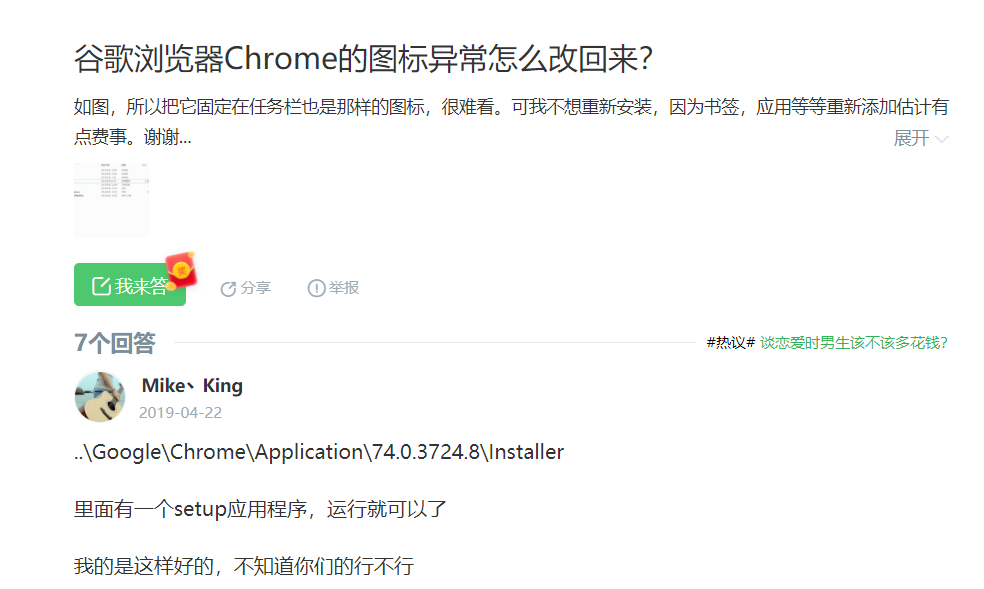 谷歌浏览器Chrome的图标异常怎么改回来？
如图，所以把它固定在任务栏也是那样的图标，很难看。可我不想重新安装，因为书签，应用等等重新添加估计有
点费事。谢谢...
展开
我来答
分享
举报
7个回答
#热议# 谈恋爱时男生该不该多花钱?
Mike丶King
2019-04-22
..\Google\Chrome\Application\74.0.3724.8\Installer
里面有一个setup应用程序，运行就可以了
我的是这样好的，不知道你们的行不行